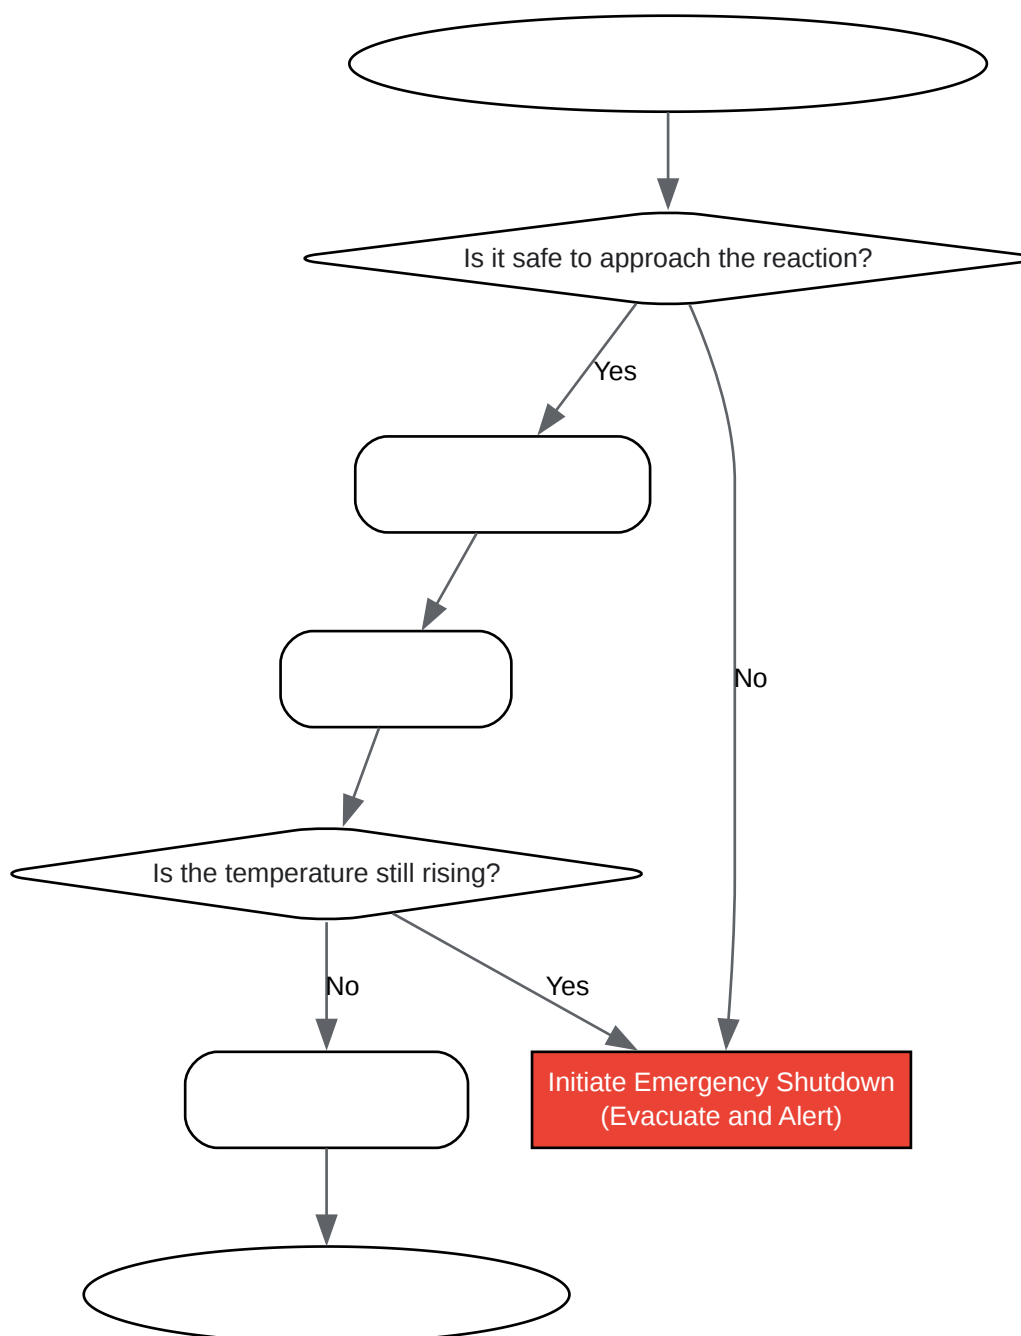 Is it safe to approach the reaction?
Yes
No
Is the temperature still rising?
No
Yes
Initiate Emergency Shutdown
(Evacuate and Alert)